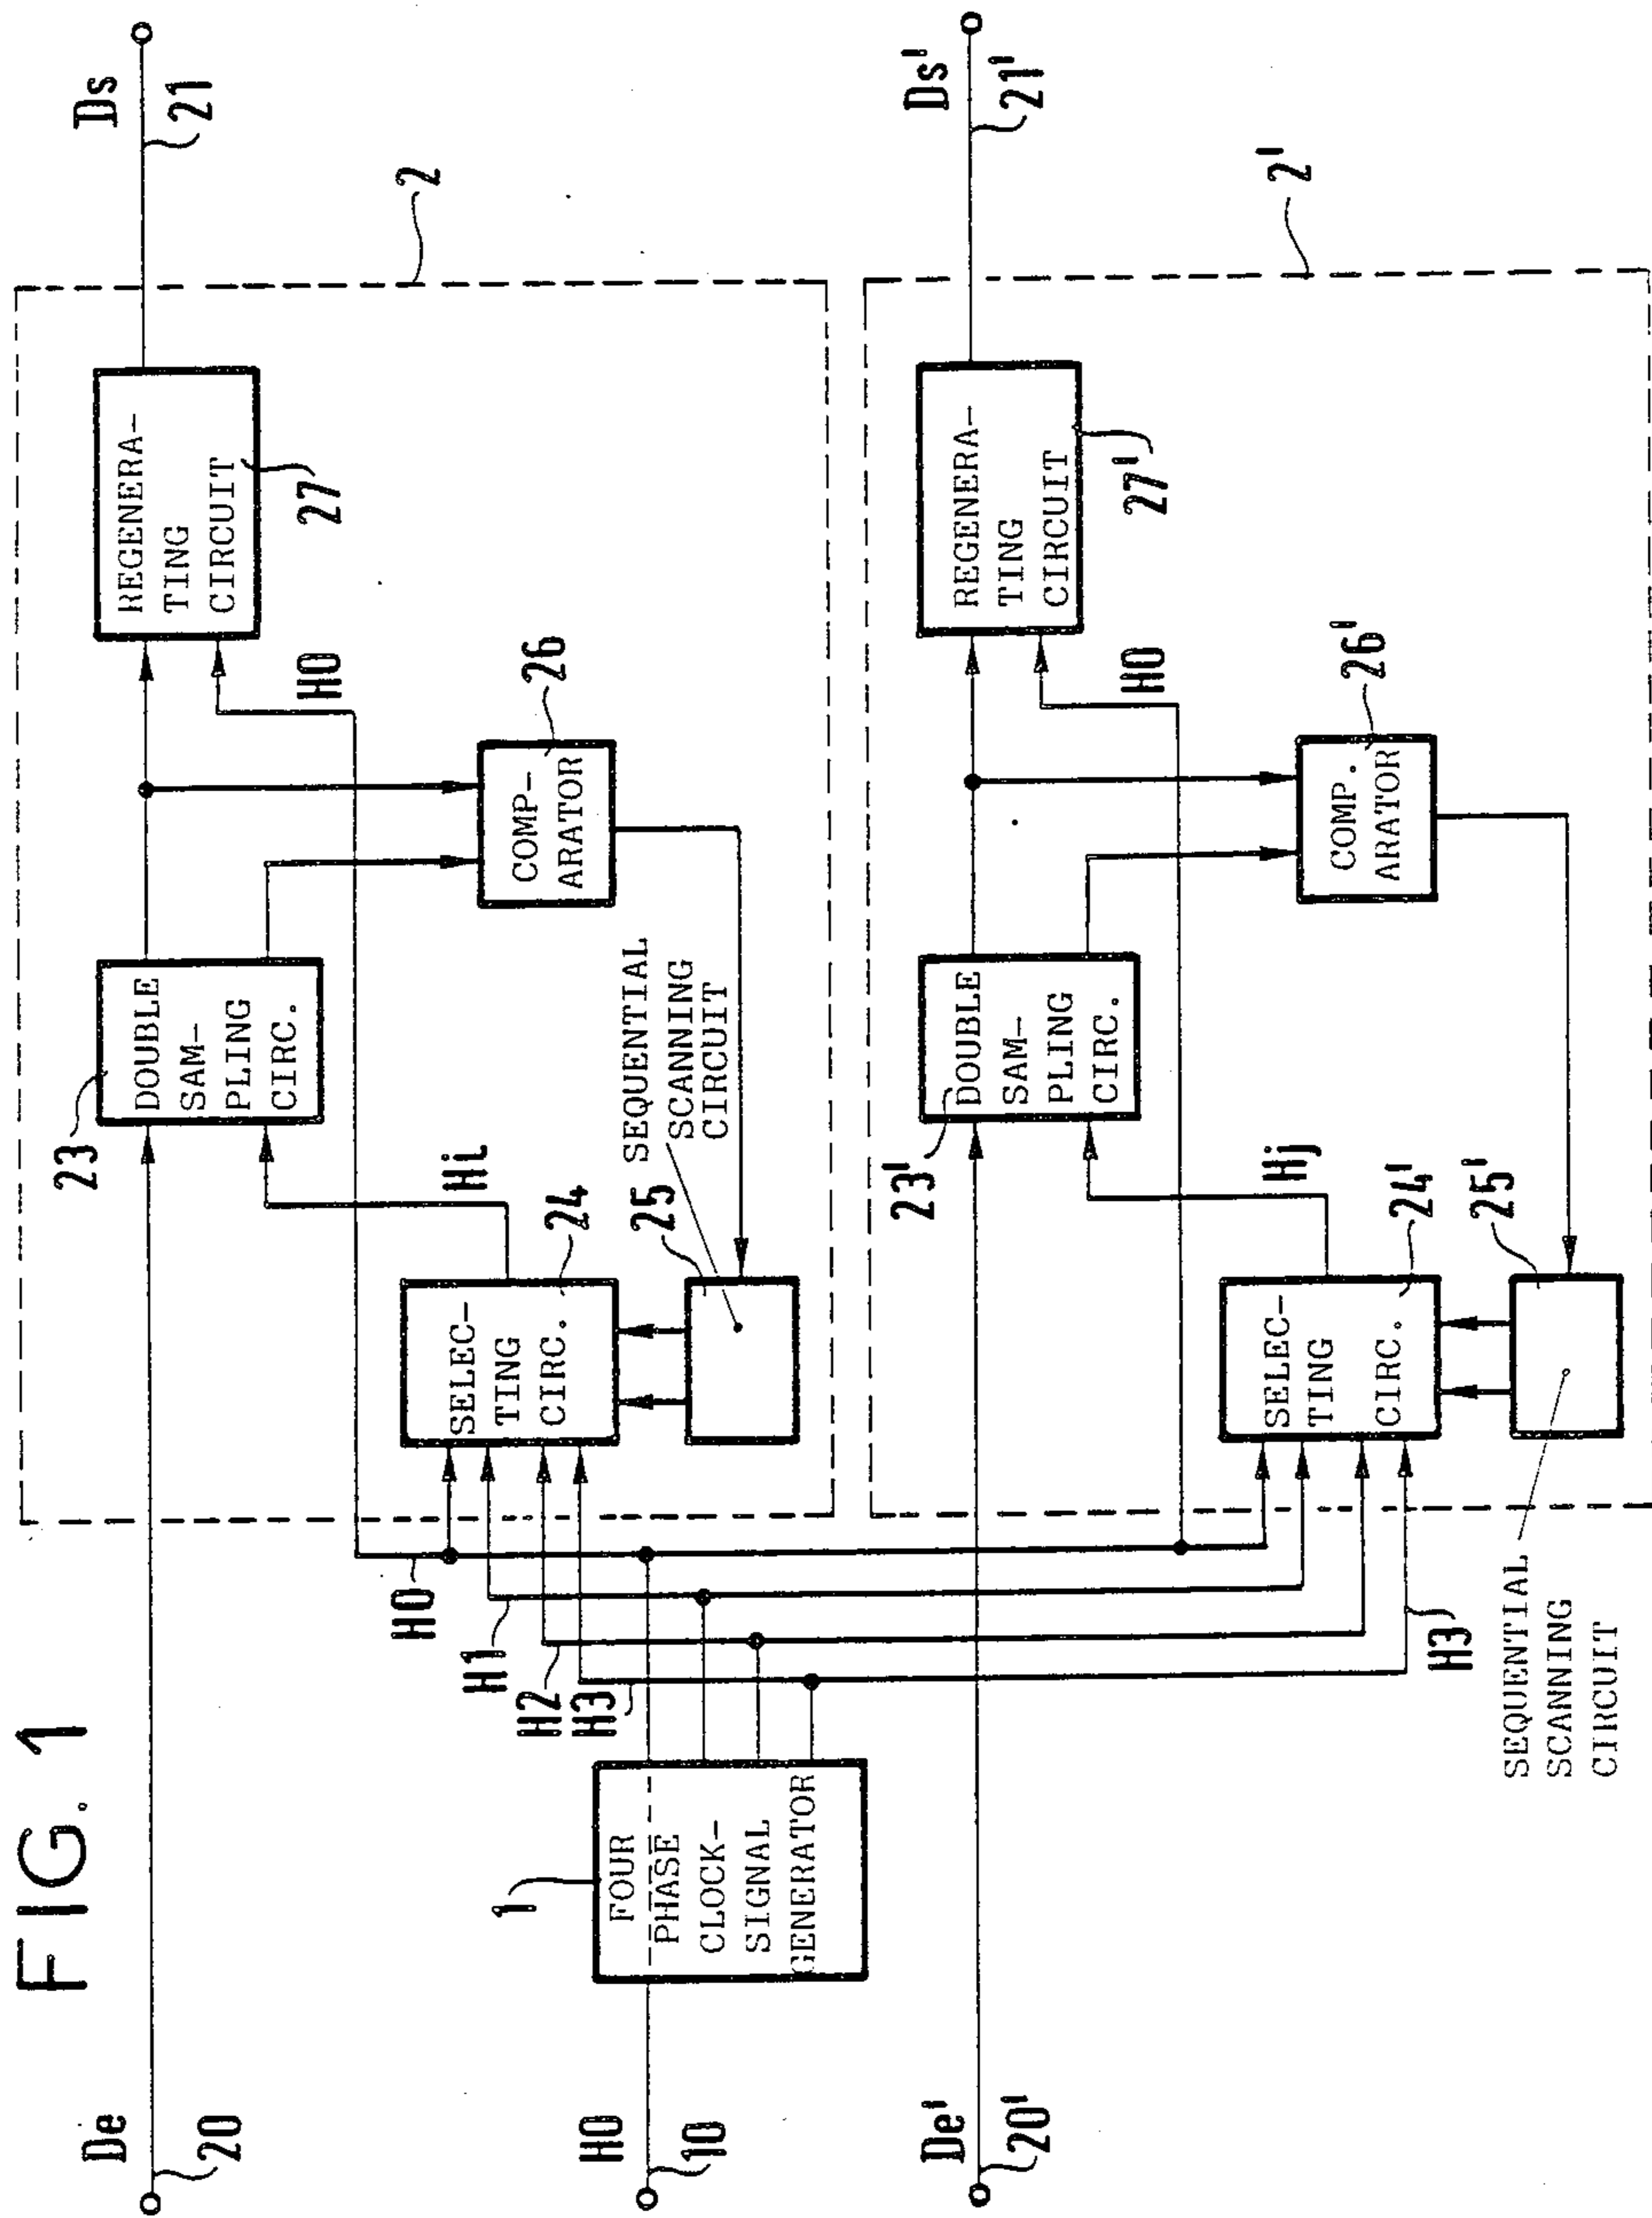 FIG. 1
De
20
23
DOUBLE
SAM-
PLING
CIRC.
REGENERA-
TING
CIRCUIT
27
Ds
21
2
H0
Hi
COMP-
ARATOR
26
SELEC-
TING
CIRC.
24
25
SEQUENTIAL
SCANNING
CIRCUIT
H0
H1
H2
H3
H0
10
1
FOUR
PHASE
CLOCK-
SIGNAL
GENERATOR
De'
20'
23'
DOUBLE
SAM-
PLING
CIRC.
REGENERA-
TING
CIRCUIT
27'
Ds'
21'
2'
H0
Hj
COMP.
ARATOR
26'
SELEC-
TING
CIRC.
24'
25'
H3
SEQUENTIAL
SCANNING
CIRCUIT